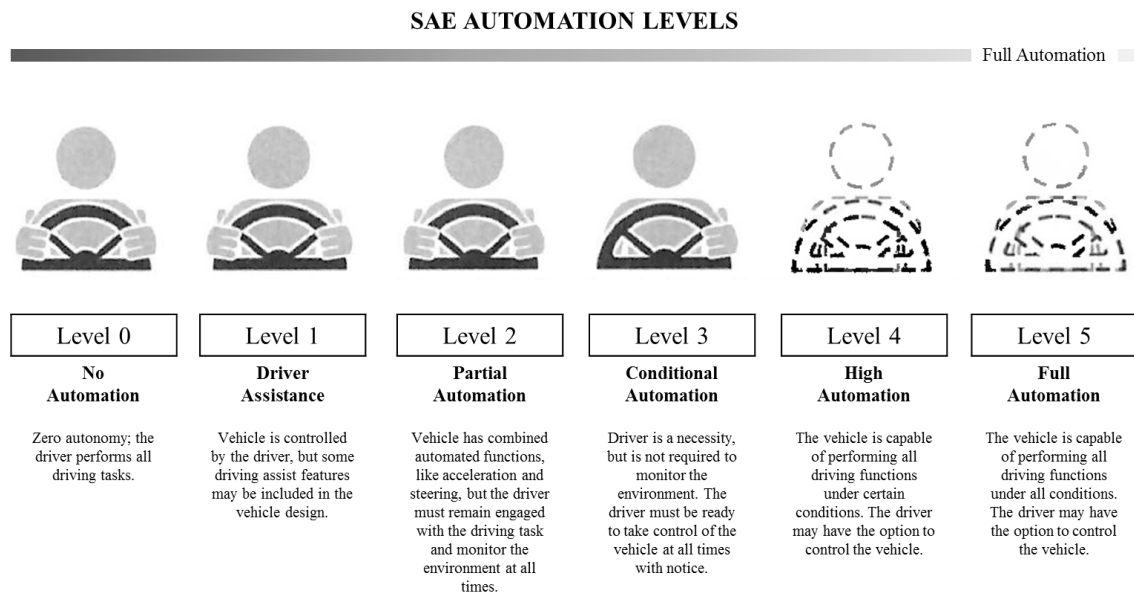 SAE AUTOMATION LEVELS
Full Automation
Level 0
No
Automation
Zero autonomy; the
driver performs all
driving tasks.
Level 1
Driver
Assistance
Vehicle is controlled
by the driver, but some
driving assist features
may be included in the
vehicle design.
Level 2
Partial
Automation
Vehicle has combined
automated functions,
like acceleration and
steering, but the driver
must remain engaged
with the driving task
and monitor the
environment at all
times.
Level 3
Conditional
Automation
Driver is a necessity,
but is not required to
monitor the
environment. The
driver must be ready
to take control of the
vehicle at all times
with notice.
Level 4
High
Automation
The vehicle is capable
of performing all
driving functions
under certain
conditions. The driver
may have the option to
control the vehicle.
Level 5
Full
Automation
The vehicle is capable
of performing all
driving functions
under all conditions.
The driver may have
the option to control
the vehicle.